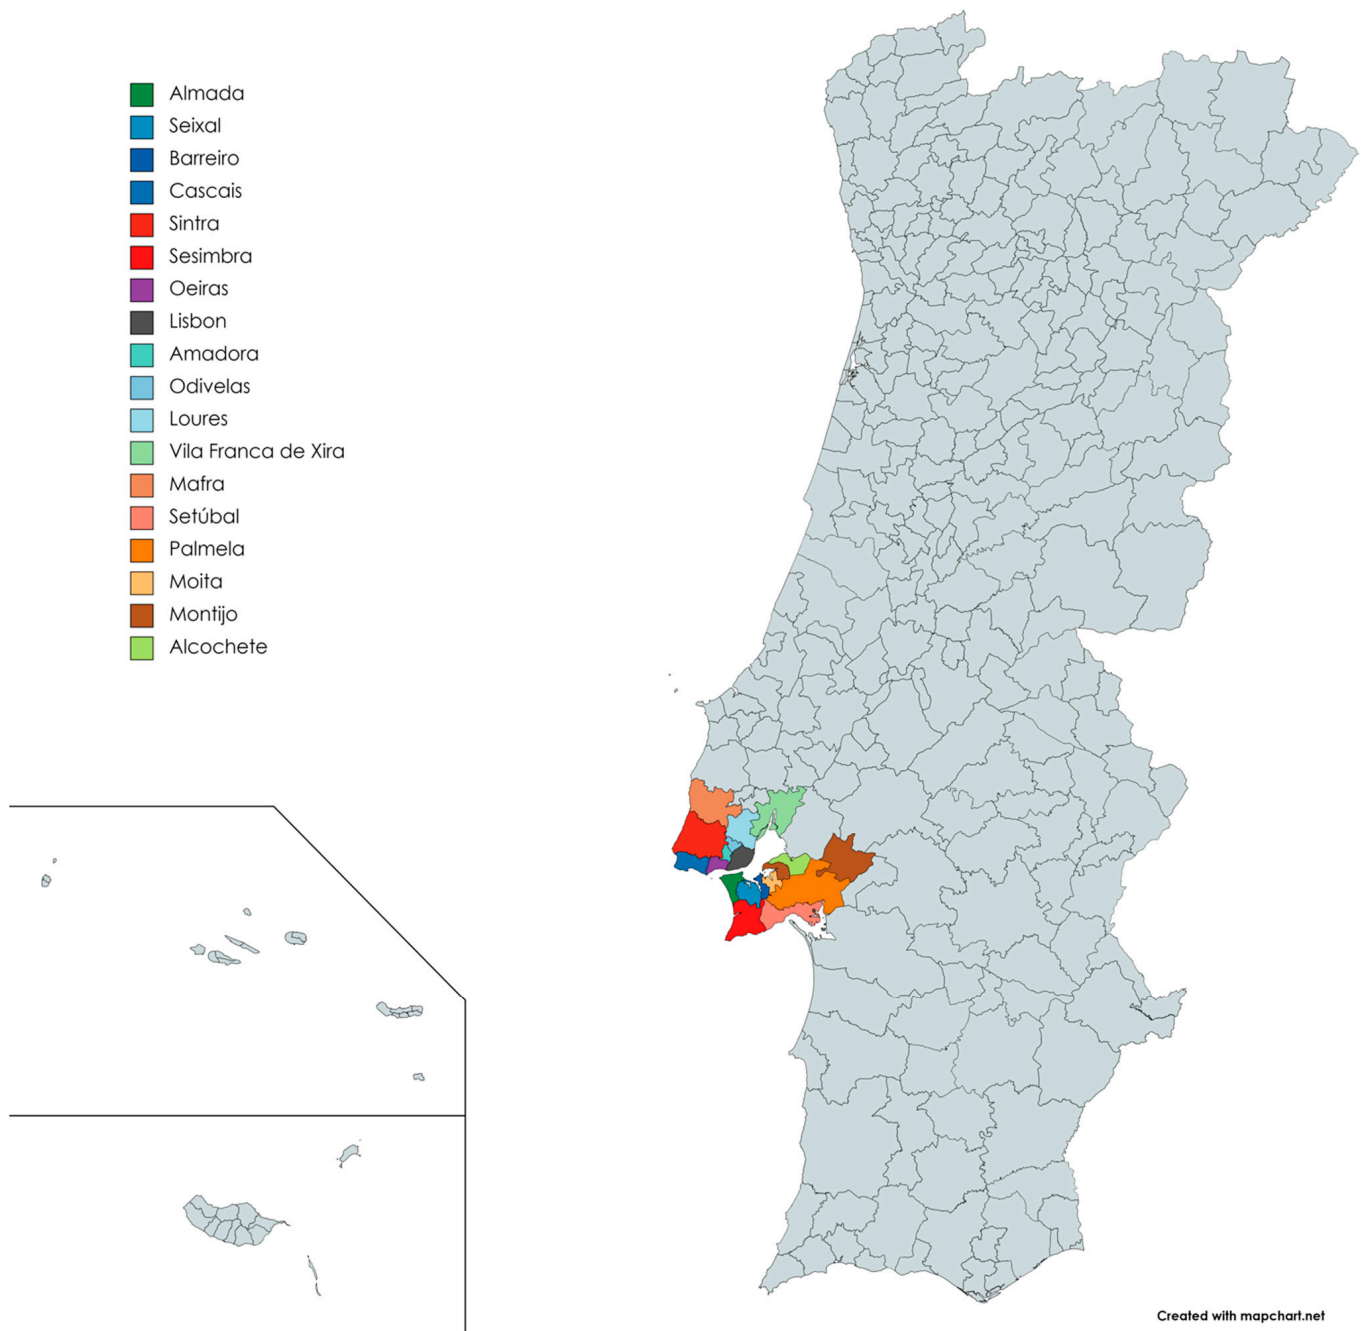 Almada
Seixal
Barreiro
Cascais
Sintra
Sesimbra
Oeiras
Lisbon
Amadora
Odivelas
Loures
Vila Franca de Xira
Mafra
Setúbal
Palmela
Moita
Montijo
Alcochete
Created with mapchart.net